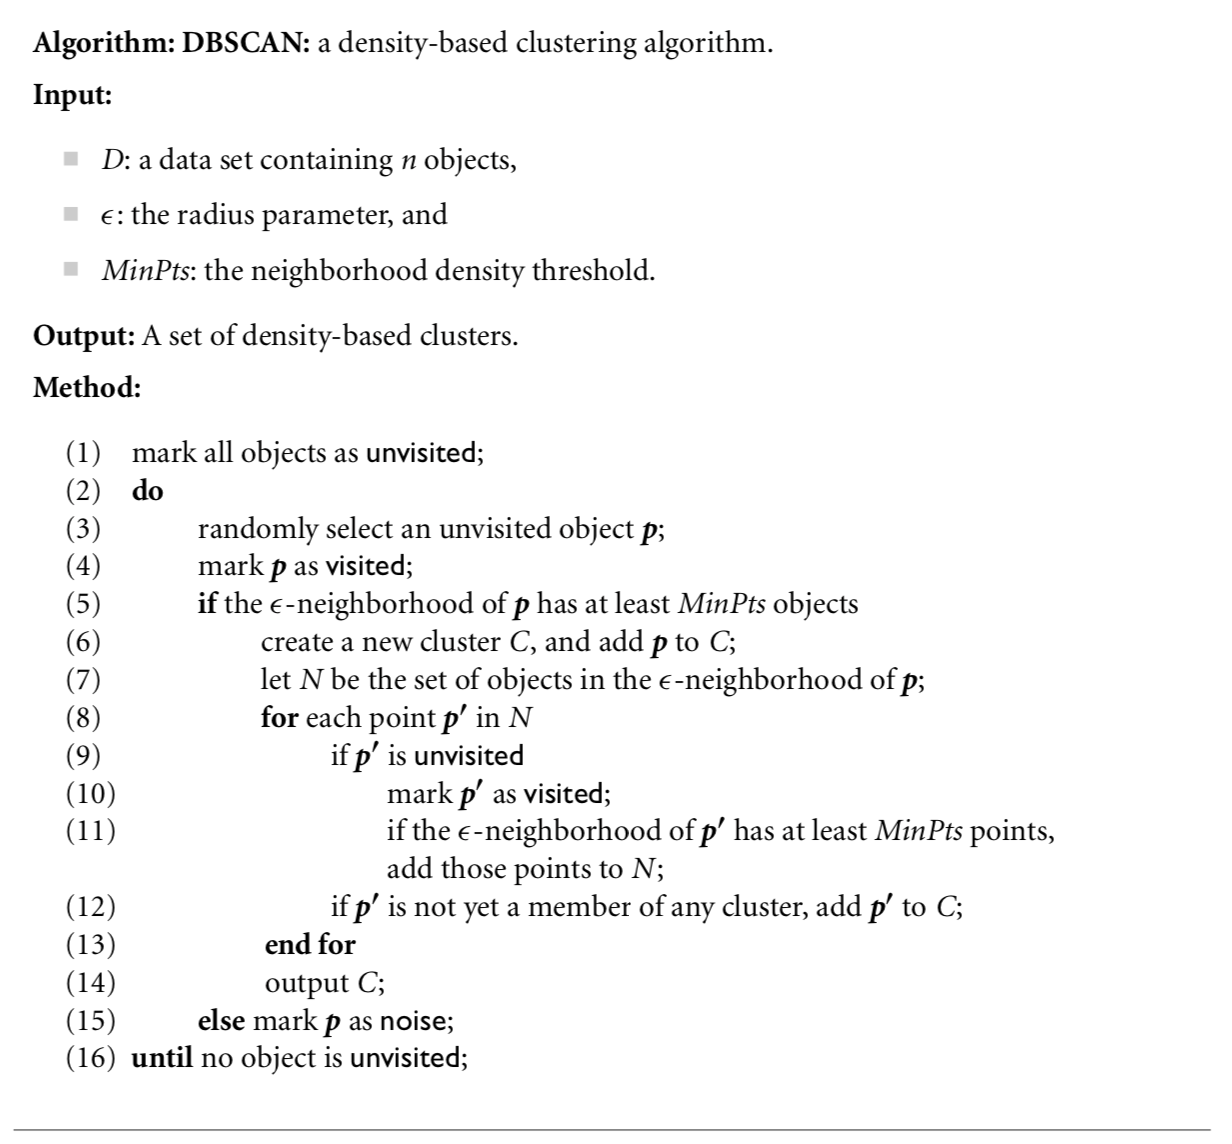 Algorithm: DBSCAN: a density-based clustering algorithm.
Input:
D: a data set containing n objects,
ϵ: the radius parameter, and
MinPts: the neighborhood density threshold.
Output: A set of density-based clusters.
Method:
(1) mark all objects as unvisited;
(2) do
(3) randomly select an unvisited object p;
(4) mark p as visited;
(5) if the ϵ-neighborhood of p has at least MinPts objects
(6) create a new cluster C, and add p to C;
(7) let N be the set of objects in the ϵ-neighborhood of p;
(8) for each point p′ in N
(9) if p′ is unvisited
(10) mark p′ as visited;
(11) if the ϵ-neighborhood of p′ has at least MinPts points,
add those points to N;
(12) if p′ is not yet a member of any cluster, add p′ to C;
(13) end for
(14) output C;
(15) else mark p as noise;
(16) until no object is unvisited;